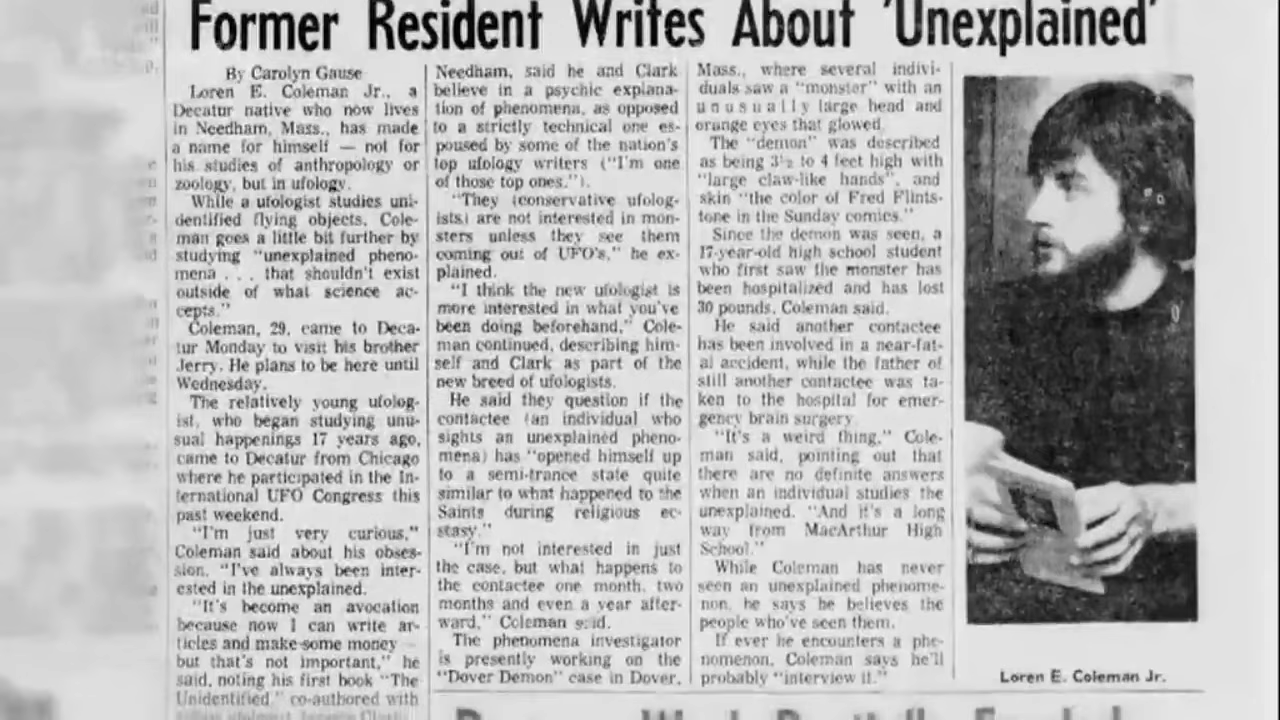 Former Resident Writes About 'Unexplained'
By Carolyn Gause
Loren E. Coleman Jr., a
Decatur native who now lives
in Needham, Mass., has made
a name for himself — not for
his studies of anthropology or
zoology, but in ufology.
While a ufologist studies uni-
dentified flying objects, Cole-
man goes a little bit further by
studying "unexplained pheno-
mena . . . that shouldn't exist
outside of what science ac-
cepts."
Coleman, 29, came to Deca-
tur Monday to visit his brother
Jerry. He plans to be here until
Wednesday.
The relatively young ufolog-
ist, who began studying unu-
sual happenings 17 years ago,
came to Decatur from Chicago
where he participated in the In-
ternational UFO Congress this
past weekend.
"I'm just very curious,"
Coleman said about his obses-
sion. "I've always been inter-
ested in the unexplained.
"It's become an avocation
because now I can write ar-
ticles and make some money
but that's not important," he
said, noting his first book "The
Unidentified," co-authored with
Needham, said he and Clark
believe in a psychic explana-
tion of phenomena, as opposed
to a strictly technical one es-
poused by some of the nation's
top ufology writers ("I'm one
of those top ones.").
"They (conservative ufolog-
ists) are not interested in mon-
sters unless they see them
coming out of UFO's," he ex-
plained.
"I think the new ufologist is
more interested in what you've
been doing beforehand," Cole-
man continued, describing him-
self and Clark as part of the
new breed of ufologists.
He said they question if the
contactee (an individual who
sights an unexplained pheno-
mena) has "opened himself up
to a semi-trance state quite
similar to what happened to the
Saints during religious ec-
stasy."
"I'm not interested in just
the case, but what happens to
the contactee one month, two
months and even a year after-
ward," Coleman said.
The phenomena investigator
is presently working on the
"Dover Demon" case in Dover,
Mass., where several indivi-
duals saw a "monster" with an
unusually large head and
orange eyes that glowed.
The "demon" was described
as being 3½ to 4 feet high with
"large claw-like hands", and
skin "the color of Fred Flints-
tone in the Sunday comics."
Since the demon was seen, a
17-year-old high school student
who first saw the monster has
been hospitalized and has lost
30 pounds, Coleman said.
He said another contactee
has been involved in a near-fat-
al accident, while the father of
still another contactee was ta-
ken to the hospital for emer-
gency brain surgery.
"It's a weird thing," Cole-
man said, pointing out that
there are no definite answers
when an individual studies the
unexplained. "And it's a long
way from MacArthur High
School."
While Coleman has never
seen an unexplained phenome-
non, he says he believes the
people who've seen them.
If ever he encounters a phe-
nomenon, Coleman says he'll
probably "interview it."
Loren E. Coleman Jr.